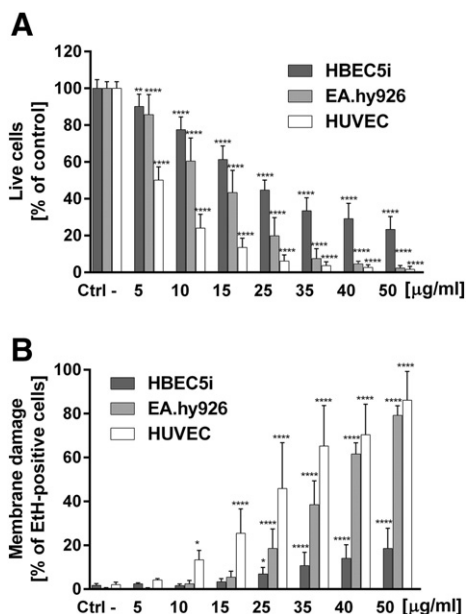 A
Live cells
[% of control]
120
100
80
60
40
20
0
HBEC5i
EA.hy926
HUVEC
** **** ****
**** **** ****
**** **** ****
**** **** ****
**** **** ****
**** **** ****
**** **** ****
Ctrl - 5 10 15 25 35 40 50 [µg/ml]
B
Membrane damage
[% of EtH-positive cells]
100
80
60
40
20
0
HBEC5i
EA.hy926
HUVEC
*
****
* **** ****
**** **** ****
**** **** ****
**** **** ****
Ctrl - 5 10 15 25 35 40 50 [µg/ml]